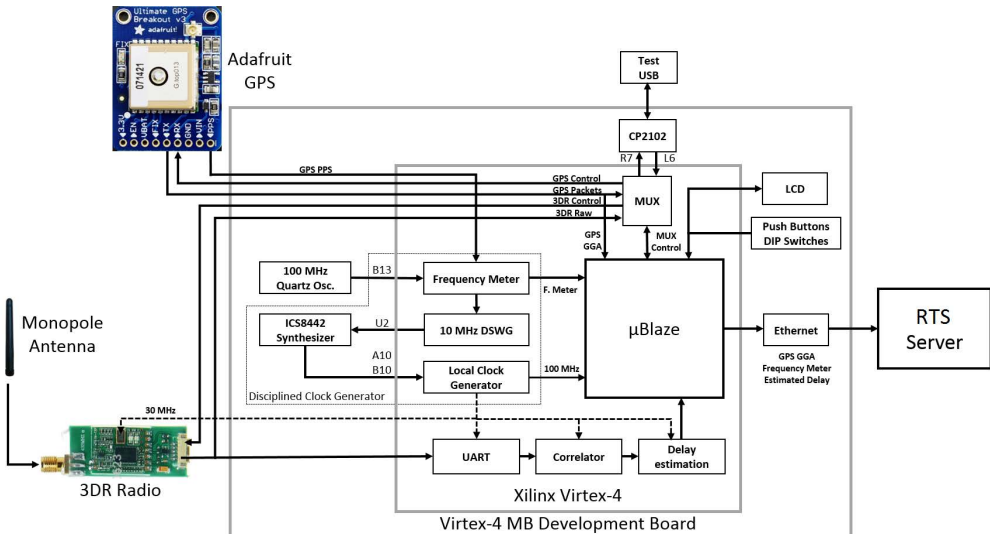 Ultimate GPS
Breakout v3
adafruit!
FIX
071421
G.top013
3.3V
EN
VBAT
FIX
TX
RX
GND
VIN
PPS
Adafruit
GPS
Test
USB
CP2102
R7
L6
GPS PPS
GPS Control
GPS Packets
3DR Control
3DR Raw
MUX
LCD
Push Buttons
DIP Switches
GPS
GGA
MUX
Control
100 MHz
Quartz Osc.
B13
Frequency Meter
F. Meter
ICS8442
Synthesizer
U2
10 MHz DSWG
µBlaze
Ethernet
RTS
Server
GPS GGA
Frequency Meter
Estimated Delay
A10
B10
Local Clock
Generator
100 MHz
Disciplined Clock Generator
Monopole
Antenna
30 MHz
UART
Correlator
Delay
estimation
3DR Radio
Xilinx Virtex-4
Virtex-4 MB Development Board